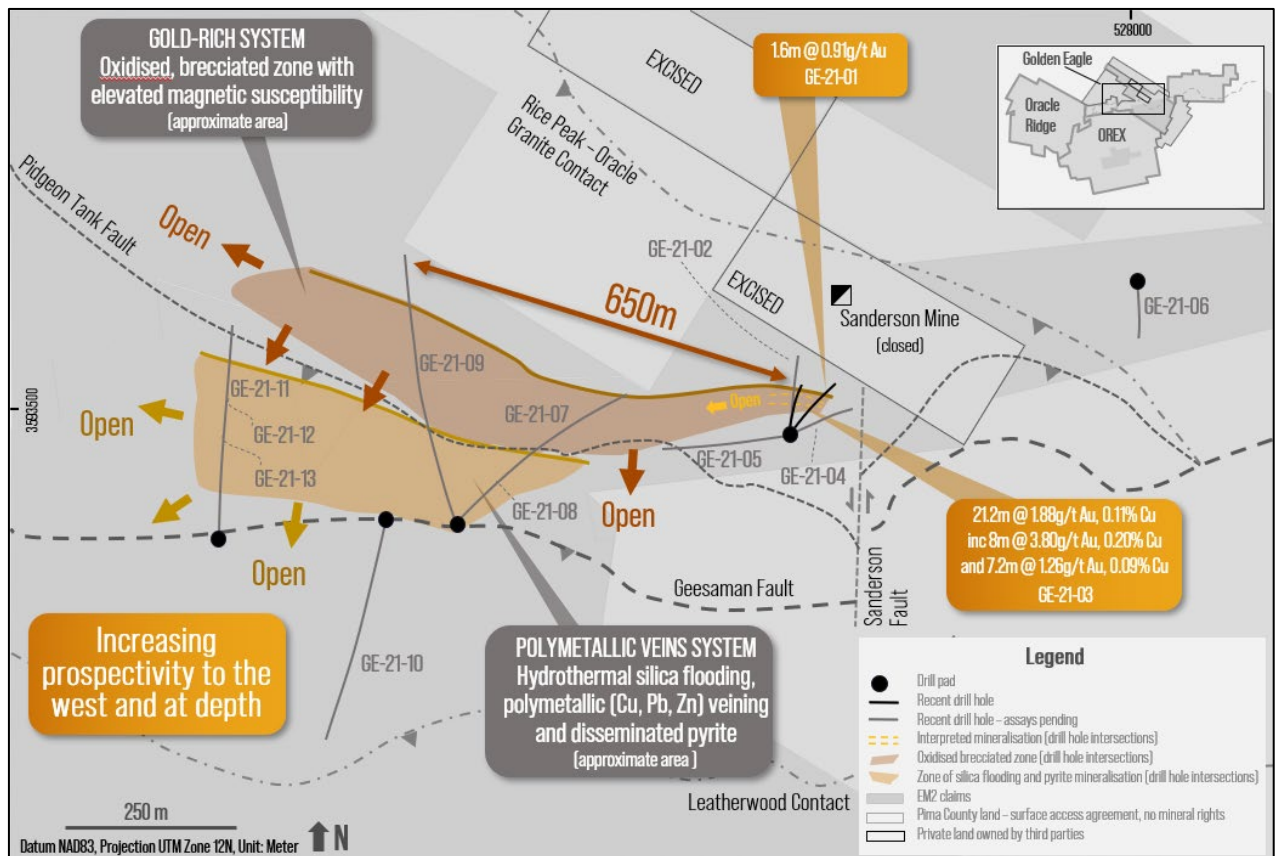 GOLD-RICH SYSTEM
Oxidised, brecciated zone with
elevated magnetic susceptibility
(approximate area)
1.6m @ 0.91g/t Au
GE-21-01
528000
Golden Eagle
Oracle
Ridge
OREX
EXCISED
Rice Peak – Oracle
Granite Contact
Pidgeon Tank Fault
Open
GE-21-02
650m
EXCISED
Sanderson Mine
(closed)
GE-21-06
3593500
GE-21-09
GE-21-11
Open
GE-21-07
Open
GE-21-12
GE-21-05
GE-21-04
GE-21-13
GE-21-08
Open
Open
21.2m @ 1.88g/t Au, 0.11% Cu
inc 8m @ 3.80g/t Au, 0.20% Cu
and 7.2m @ 1.26g/t Au, 0.09% Cu
GE-21-03
Geesaman Fault
Sanderson
Fault
Increasing
prospectivity to the
west and at depth
GE-21-10
POLYMETALLIC VEINS SYSTEM
Hydrothermal silica flooding,
polymetallic (Cu, Pb, Zn) veining
and disseminated pyrite
(approximate area )
Leatherwood Contact
Legend
Drill pad
Recent drill hole
Recent drill hole – assays pending
Interpreted mineralisation (drill hole intersections)
Oxidised brecciated zone (drill hole intersections)
Zone of silica flooding and pyrite mineralisation (drill hole intersections)
EM2 claims
Pima County land – surface access agreement, no mineral rights
Private land owned by third parties
250 m
N
Datum NAD83, Projection UTM Zone 12N, Unit: Meter